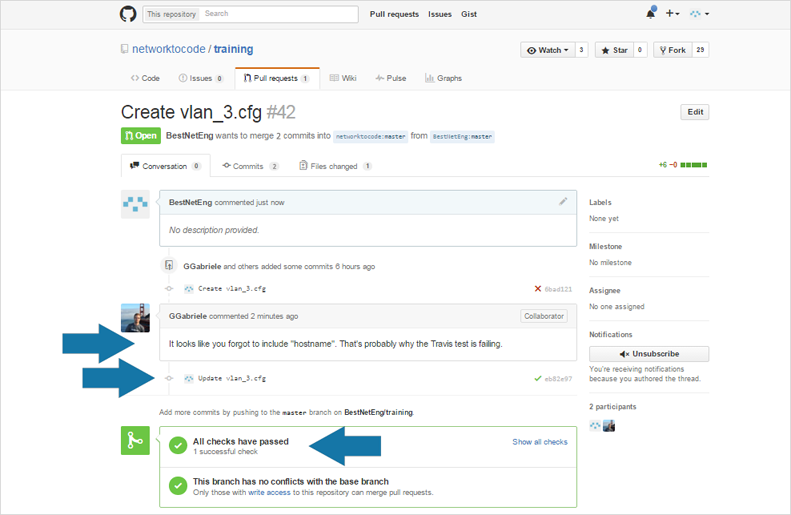 This repository Search Pull requests Issues Gist
networktocode / training Watch 3 Star 0 Fork 29
Code Issues 0 Pull requests 1 Wiki Pulse Graphs
Create vlan_3.cfg #42 Edit
Open BestNetEng wants to merge 2 commits into networktocode:master from BestNetEng:master
Conversation 0 Commits 2 Files changed 1 +6 −0
BestNetEng commented just now
No description provided.
GGabriele and others added some commits 6 hours ago
Create vlan_3.cfg 6bad121
GGabriele commented 2 minutes ago Collaborator
It looks like you forgot to include "hostname". That's probably why the Travis test is failing.
Update vlan_3.cfg eb82e97
Add more commits by pushing to the master branch on BestNetEng/training.
All checks have passed
1 successful check
Show all checks
This branch has no conflicts with the base branch
Only those with write access to this repository can merge pull requests.
Labels
None yet
Milestone
No milestone
Assignee
No one assigned
Notifications
Unsubscribe
You're receiving notifications
because you authored the thread.
2 participants